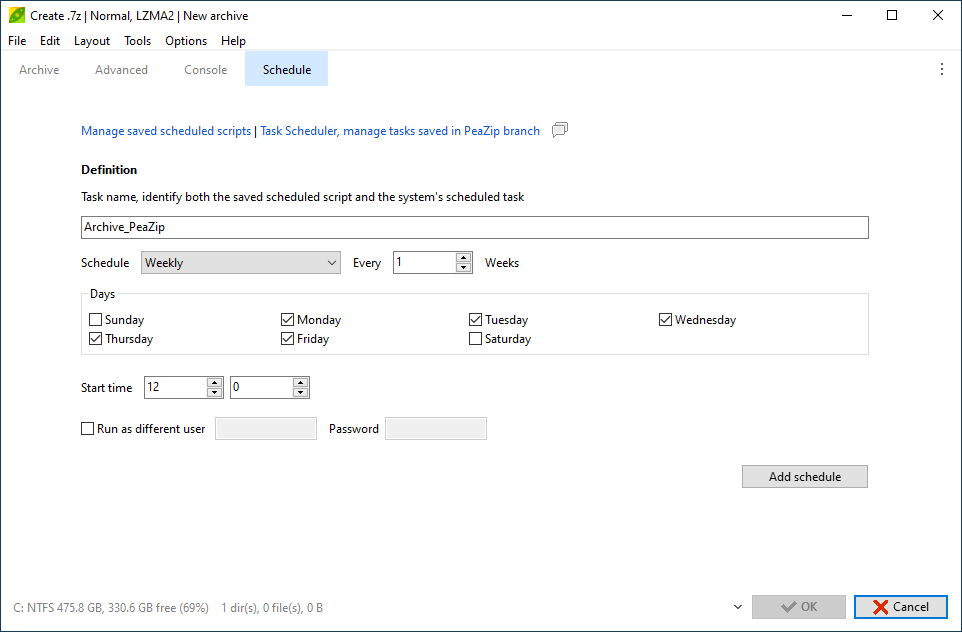 Create .7z | Normal, LZMA2 | New archive
File Edit Layout Tools Options Help
Archive Advanced Console Schedule
Manage saved scheduled scripts | Task Scheduler, manage tasks saved in PeaZip branch
Definition
Task name, identify both the saved scheduled script and the system's scheduled task
Archive_PeaZip
Schedule Weekly Every 1 Weeks
Days
Sunday Monday Tuesday Wednesday
Thursday Friday Saturday
Start time 12 0
Run as different user Password
Add schedule
C: NTFS 475.8 GB, 330.6 GB free (69%) 1 dir(s), 0 file(s), 0 B OK Cancel